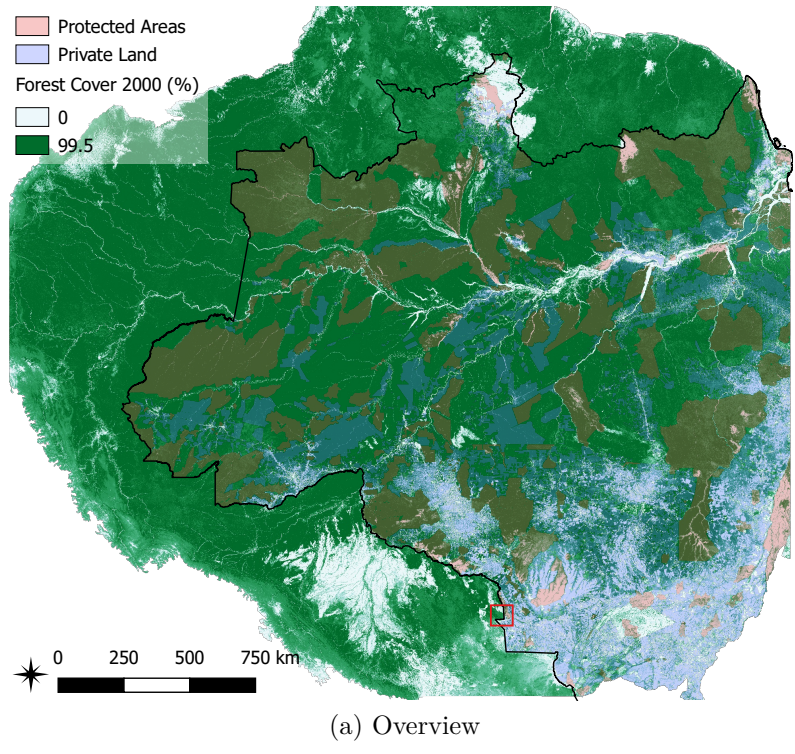 Protected Areas
Private Land
Forest Cover 2000 (%)
0
99.5
0 250 500 750 km
(a) Overview